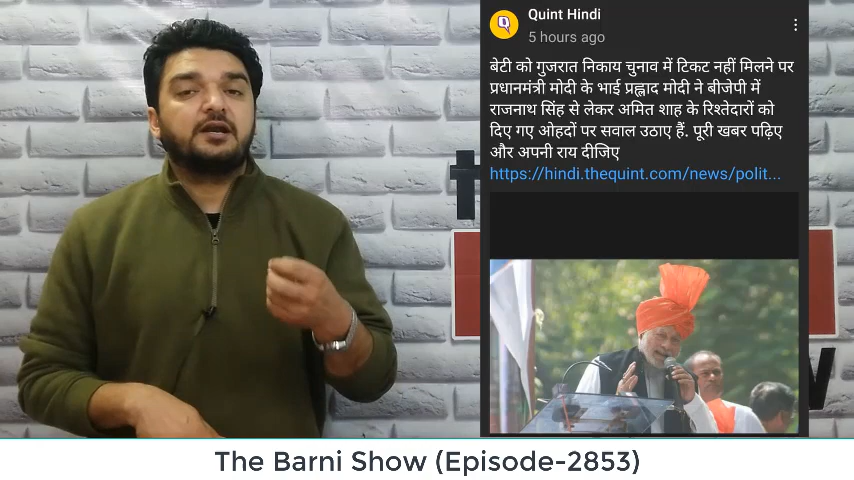 Quint Hindi
5 hours ago
बेटी को गुजरात निकाय चुनाव में टिकट नहीं मिलने पर
प्रधानमंत्री मोदी के भाई प्रह्लाद मोदी ने बीजेपी में
राजनाथ सिंह से लेकर अमित शाह के रिश्तेदारों को
दिए गए ओहदों पर सवाल उठाए हैं. पूरी खबर पढ़िए
और अपनी राय दीजिए
https://hindi.thequint.com/news/polit...
The Barni Show (Episode-2853)